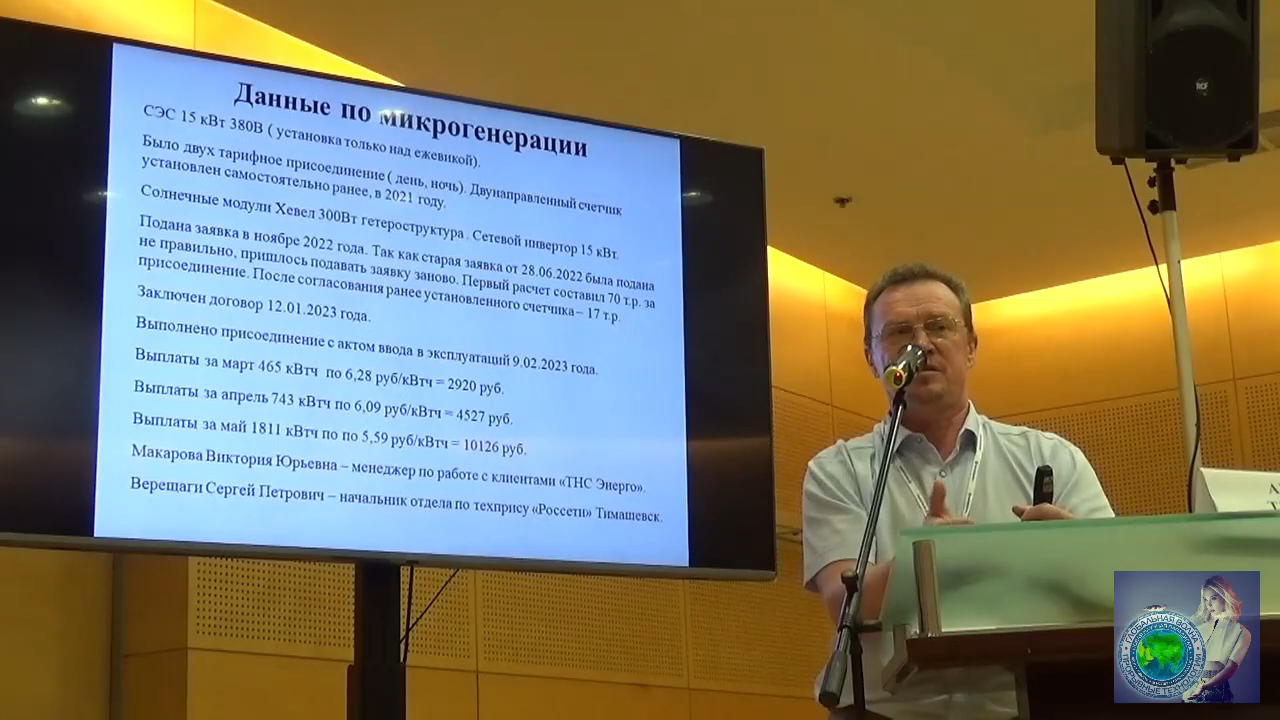 Данные по микрогенерации
СЭС 15 кВт 380В ( установка только над ежевикой).
Было двух тарифное присоединение ( день, ночь). Двунаправленный счетчик
установлен самостоятельно ранее, в 2021 году.
Солнечные модули Хевел 300Вт гетероструктура . Сетевой инвертор 15 кВт.
Подана заявка в ноябре 2022 года. Так как старая заявка от 28.06.2022 была подана
не правильно, пришлось подавать заявку заново. Первый расчет составил 70 т.р. за
присоединение. После согласования ранее установленного счетчика – 17 т.р.
Заключен договор 12.01.2023 года.
Выполнено присоединение с актом ввода в эксплуатаций 9.02.2023 года.
Выплаты за март 465 кВтч по 6,28 руб/кВтч = 2920 руб.
Выплаты за апрель 743 кВтч по 6,09 руб/кВтч = 4527 руб.
Выплаты за май 1811 кВтч по по 5,59 руб/кВтч = 10126 руб.
Макарова Виктория Юрьевна – менеджер по работе с клиентами «ТНС Энерго».
Верещаги Сергей Петрович – начальник отдела по техпрису «Россети» Тимашевск.
RCF
ГЛОБАЛЬНАЯ ВОЛНА
ПРОРЫВНЫЕ ТЕХНОЛОГИИ